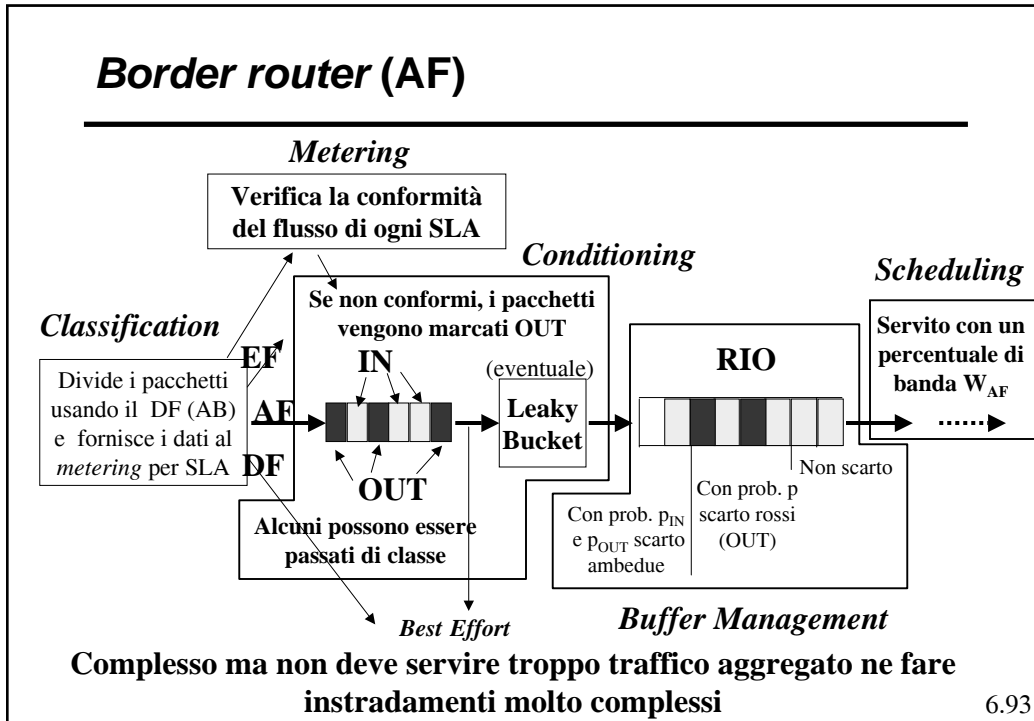 Border router (AF)
Metering
Verifica la conformità
del flusso di ogni SLA
Conditioning
Scheduling
Classification
Se non conformi, i pacchetti
vengono marcati OUT
Servito con un
percentuale di
banda W_AF
EF
AF
DF
Divide i pacchetti
usando il DF (AB)
e fornisce i dati al
metering per SLA
IN
(eventuale)
Leaky
Bucket
RIO
OUT
Non scarto
Con prob. p
scarto rossi
(OUT)
Con prob. p_IN
e p_OUT scarto
ambedue
Alcuni possono essere
passati di classe
Best Effort
Buffer Management
Complesso ma non deve servire troppo traffico aggregato ne fare
instradamenti molto complessi
6.93